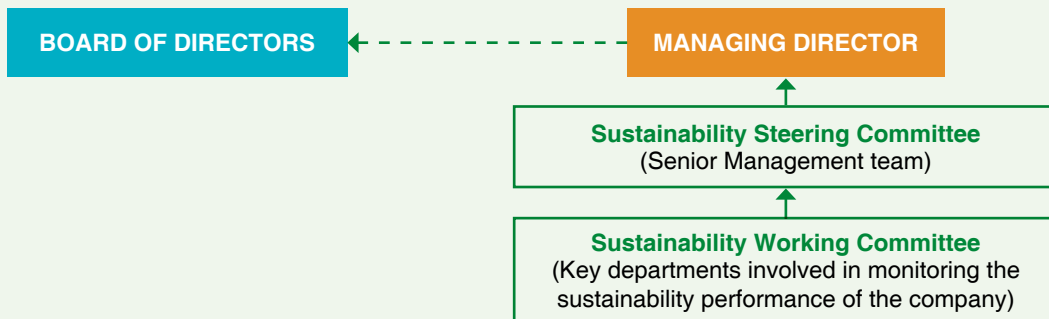 BOARD OF DIRECTORS
MANAGING DIRECTOR
Sustainability Steering Committee
(Senior Management team)
Sustainability Working Committee
(Key departments involved in monitoring the
sustainability performance of the company)